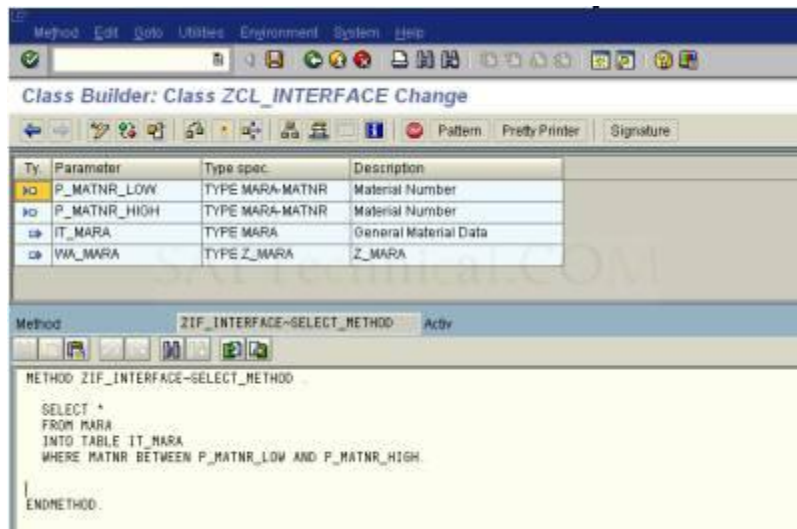 Method Edit Goto Utilities Environment System Help
Class Builder: Class ZCL_INTERFACE Change
Pattern Pretty Printer Signature
Ty. Parameter Type spec. Description
P_MATNR_LOW TYPE MARA-MATNR Material Number
P_MATNR_HIGH TYPE MARA-MATNR Material Number
IT_MARA TYPE MARA General Material Data
WA_MARA TYPE Z_MARA Z_MARA
SAPTechnical.COM
Method ZIF_INTERFACE~SELECT_METHOD Activ
METHOD ZIF_INTERFACE~SELECT_METHOD .
SELECT *
FROM MARA
INTO TABLE IT_MARA
WHERE MATNR BETWEEN P_MATNR_LOW AND P_MATNR_HIGH.
ENDMETHOD.